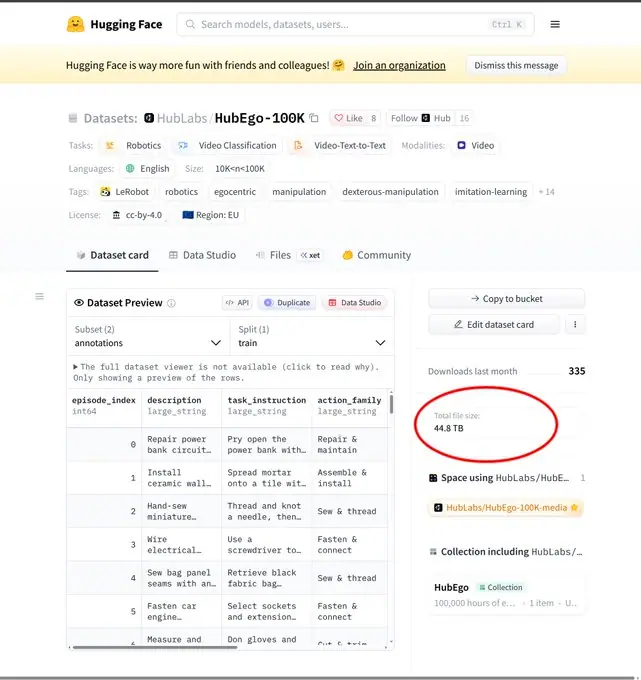 Hugging Face
Search models, datasets, users...
Ctrl K
Hugging Face is way more fun with friends and colleagues! 🤗 Join an organization
Dismiss this message
Datasets: HubLabs/HubEgo-100K
Like 8
Follow Hub 16
Tasks: Robotics Video Classification Video-Text-to-Text Modalities: Video
Languages: English Size: 10K<n<100K
Tags: LeRobot robotics egocentric manipulation dexterous-manipulation imitation-learning + 14
License: cc-by-4.0 Region: EU
Dataset card Data Studio Files xet Community
Dataset Preview
API Duplicate Data Studio
Subset (2)
annotations
Split (1)
train
The full dataset viewer is not available (click to read why).
Only showing a preview of the rows.
episode_index description task_instruction action_family
int64 large_string large_string large_string
0 Repair power bank circuit… Pry open the power bank with… Repair & maintain
1 Install ceramic wall… Spread mortar onto a tile wit… Assemble & install
2 Hand-sew miniature… Thread and knot a needle, then… Sew & thread
3 Wire electrical… Use a screwdriver to… Fasten & connect
4 Sew bag panel seams with an… Retrieve black fabric bag… Sew & thread
5 Fasten car engine… Select sockets and extension… Fasten & connect
6 Measure and Don gloves and Cut & trim
Copy to bucket
Edit dataset card
Downloads last month 335
Total file size:
44.8 TB
Space using HubLabs/HubE… 1
HubLabs/HubEgo-100K-media
Collection including HubLabs/…
HubEgo Collection
100,000 hours of e… · 1 item · U…